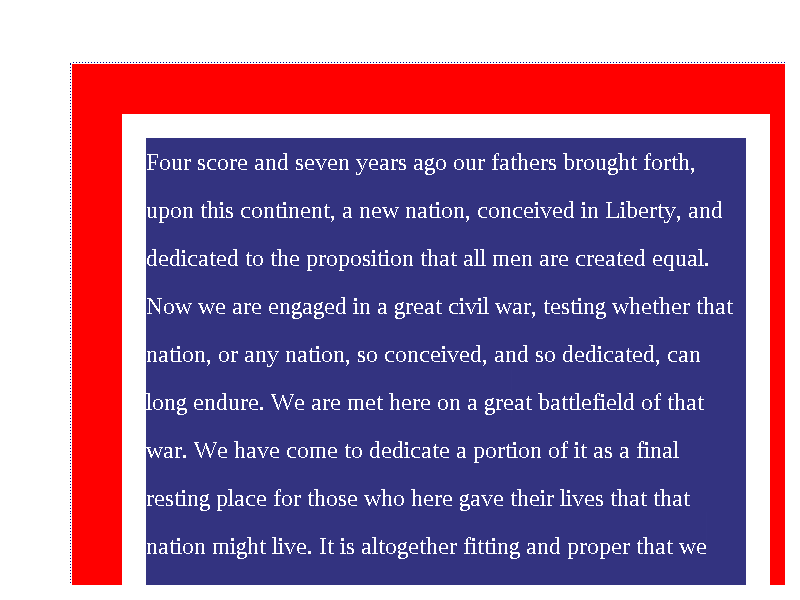 Four score and seven years ago our fathers brought forth,
upon this continent, a new nation, conceived in Liberty, and
dedicated to the proposition that all men are created equal.
Now we are engaged in a great civil war, testing whether that
nation, or any nation, so conceived, and so dedicated, can
long endure. We are met here on a great battlefield of that
war. We have come to dedicate a portion of it as a final
resting place for those who here gave their lives that that
nation might live. It is altogether fitting and proper that we